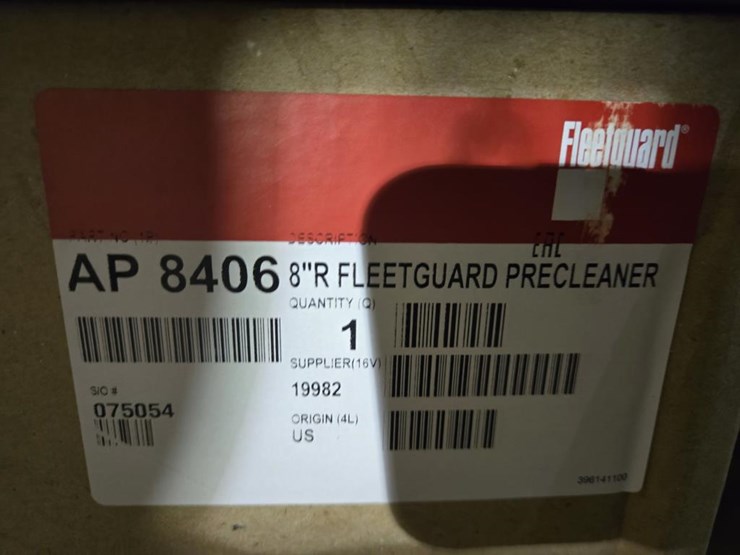 Fleetguard®
PART NO (1P)
DESCRIPTION
EAC
AP 8406 8"R FLEETGUARD PRECLEANER
QUANTITY (Q)
1
SUPPLIER(16V)
19982
S/O #
075054
ORIGIN (4L)
US
398141100